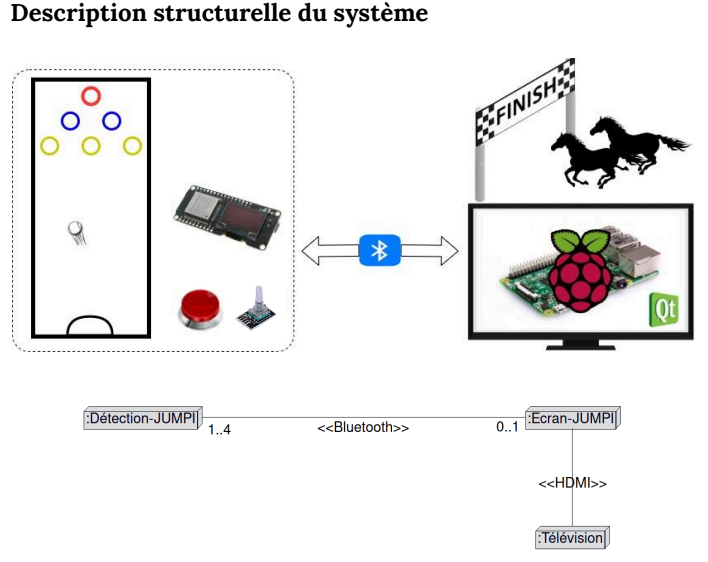 Description structurelle du système
FINISH
Qt
:Détection-JUMPI
1..4
<<Bluetooth>>
0..1
:Ecran-JUMPI
<<HDMI>>
:Télévision